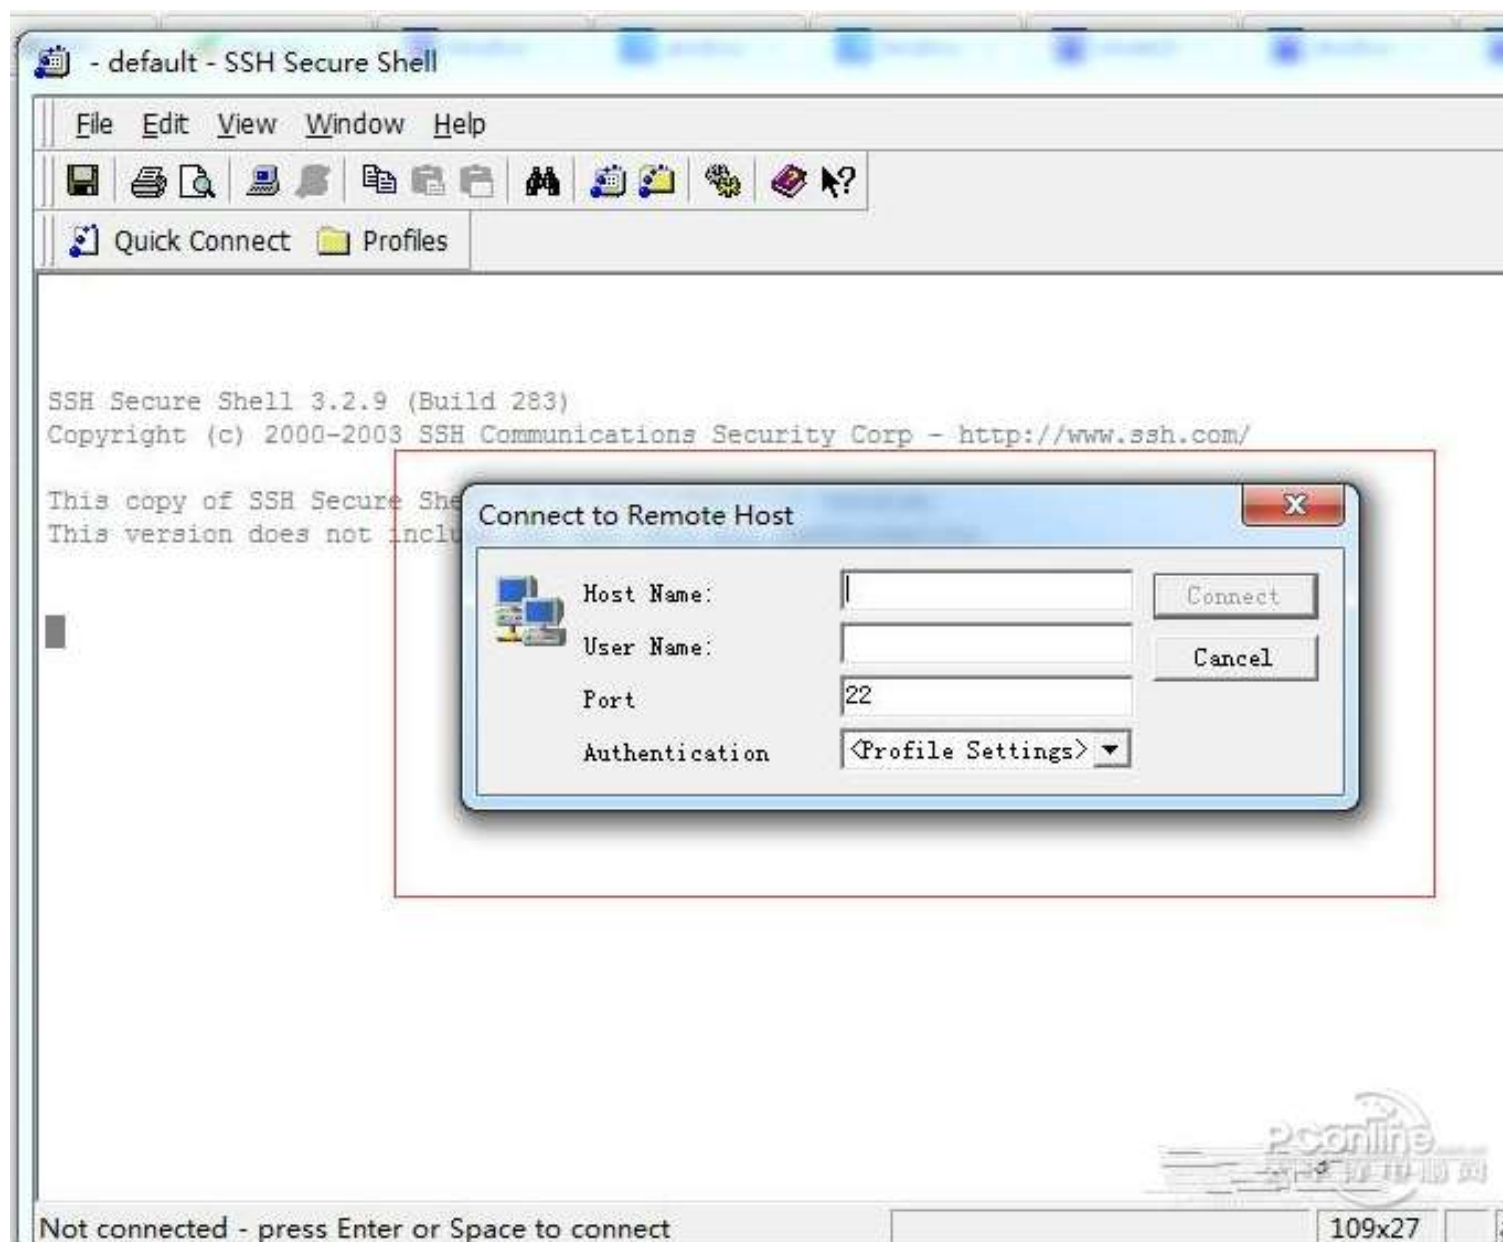 - default - SSH Secure Shell
File Edit View Window Help
Quick Connect Profiles
SSH Secure Shell 3.2.9 (Build 283)
Copyright (c) 2000-2003 SSH Communications Security Corp - http://www.ssh.com/
This copy of SSH Secure She
This version does not inclu
Connect to Remote Host
Host Name:
Connect
User Name:
Cancel
Port 22
Authentication <Profile Settings>
PConline
Not connected - press Enter or Space to connect 109x27